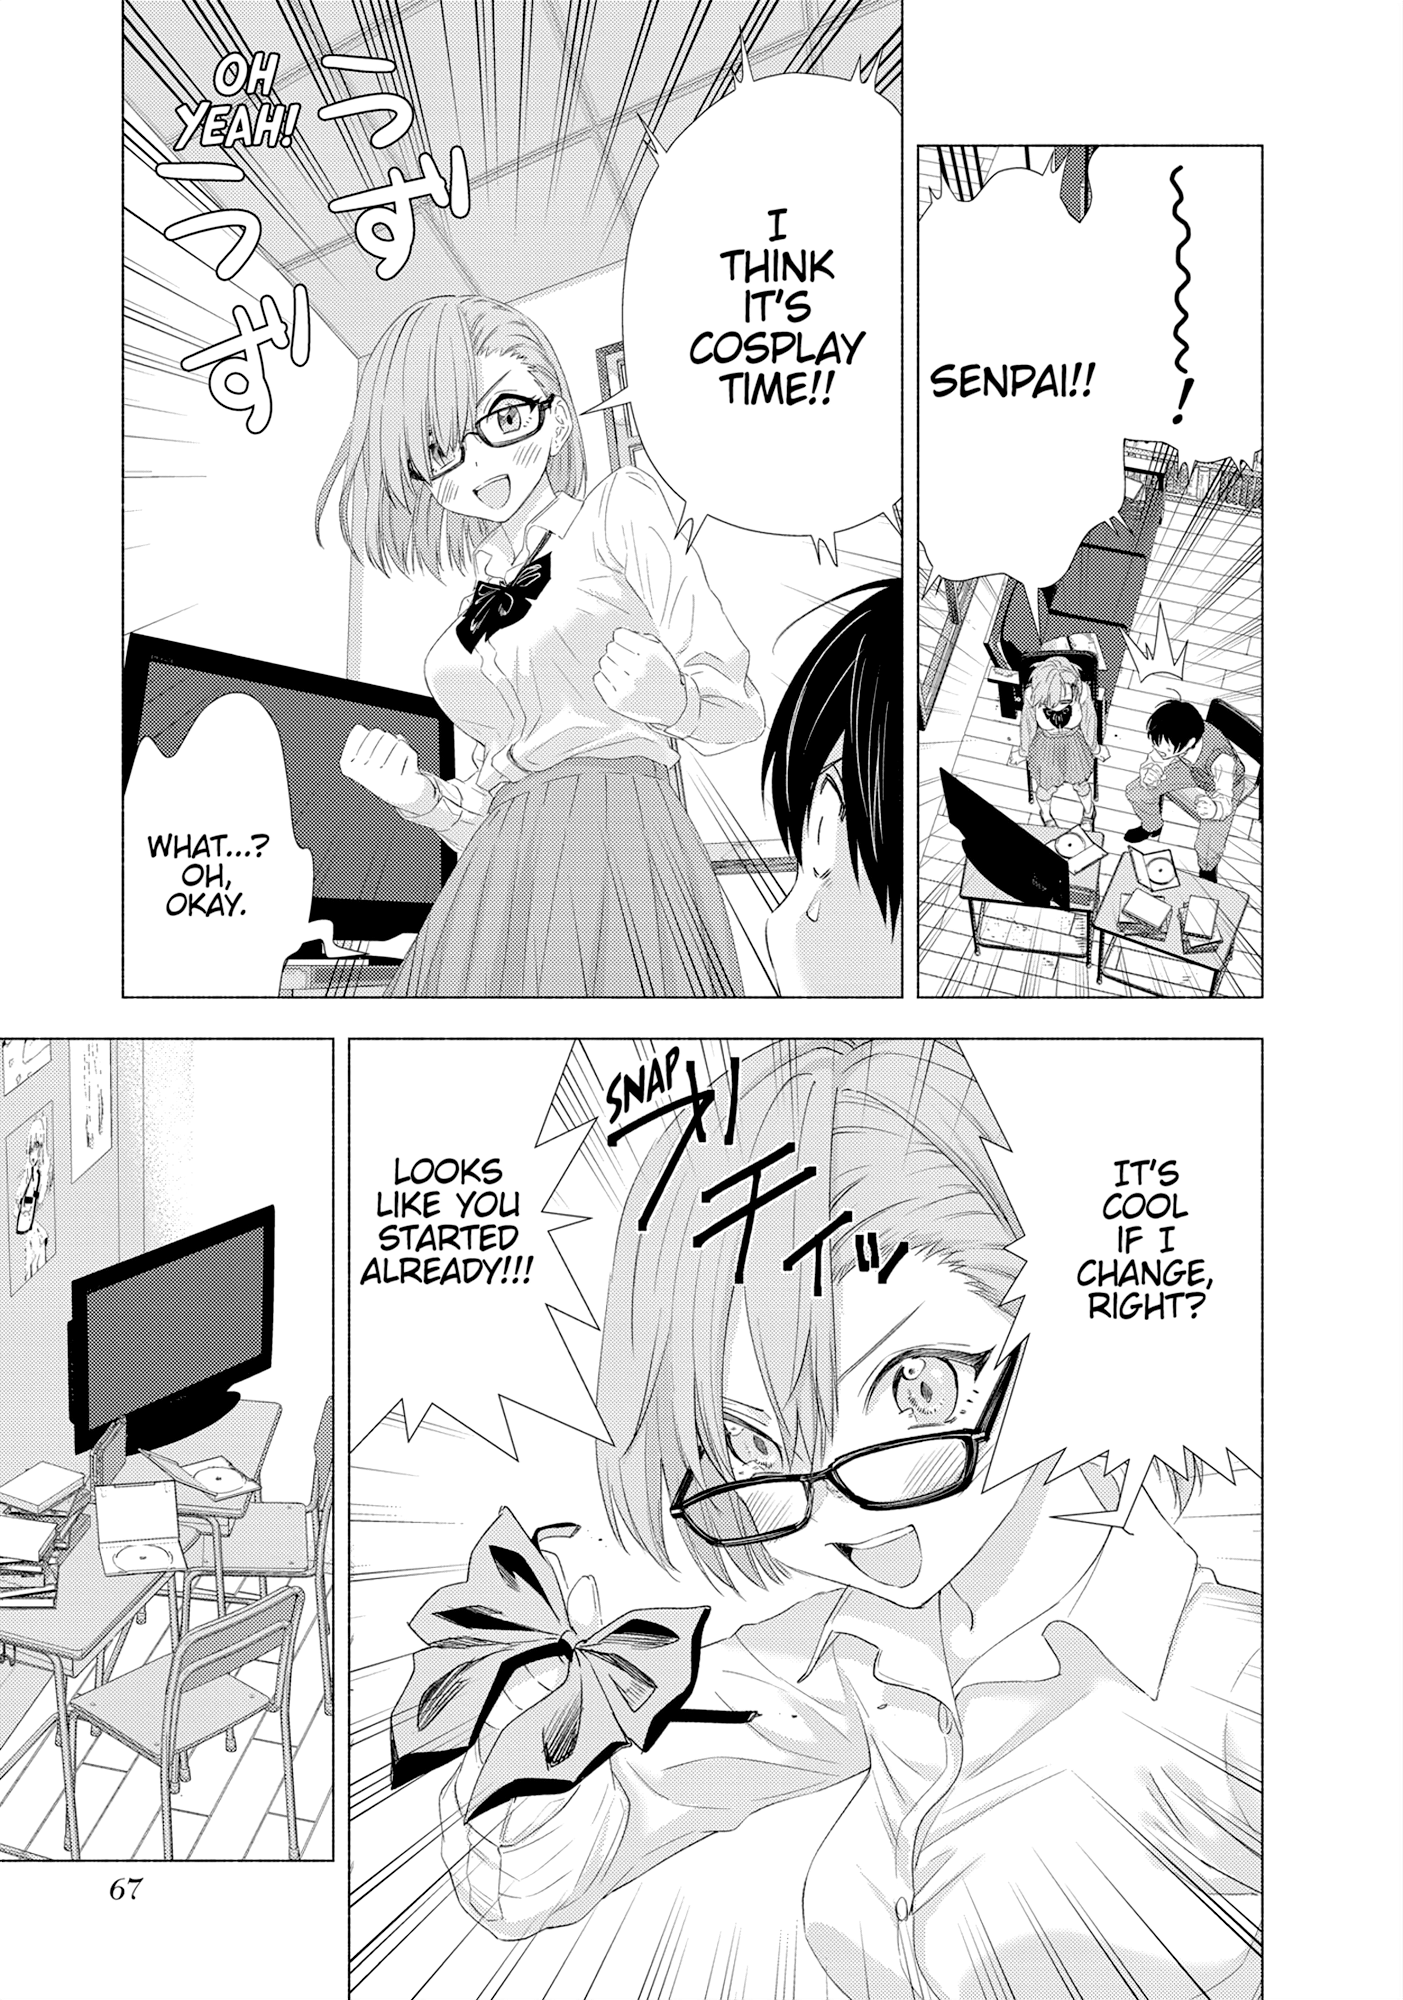 ~~~~~!
SENPAI!!
I
THINK
IT'S
COSPLAY
TIME!!
OH
YEAH!
うず
うず
WHAT...?
OH,
OKAY.
IT'S
COOL
IF I
CHANGE,
RIGHT?
SNAP
ブチィッ
LOOKS
LIKE YOU
STARTED
ALREADY!!!
67